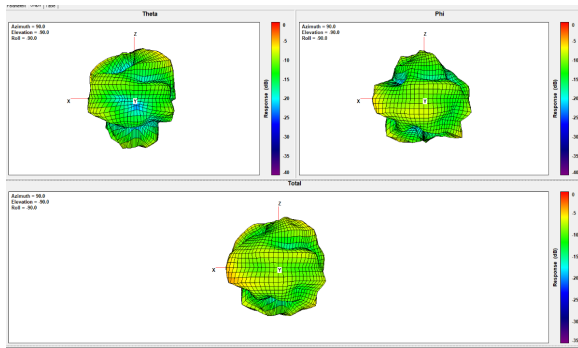 Theta
Azimuth = 90.0
Elevation = -90.0
Roll = -90.0
Z
X
Y
0
-5
-10
-15
-20
-25
-30
-35
-40
Response (dB)
Phi
Azimuth = 90.0
Elevation = -90.0
Roll = -90.0
Z
X
Y
0
-5
-10
-15
-20
-25
-30
-35
-40
Response (dB)
Total
Azimuth = 90.0
Elevation = -90.0
Roll = -90.0
Z
X
Y
0
-5
-10
-15
-20
-25
-30
-35
Response (dB)